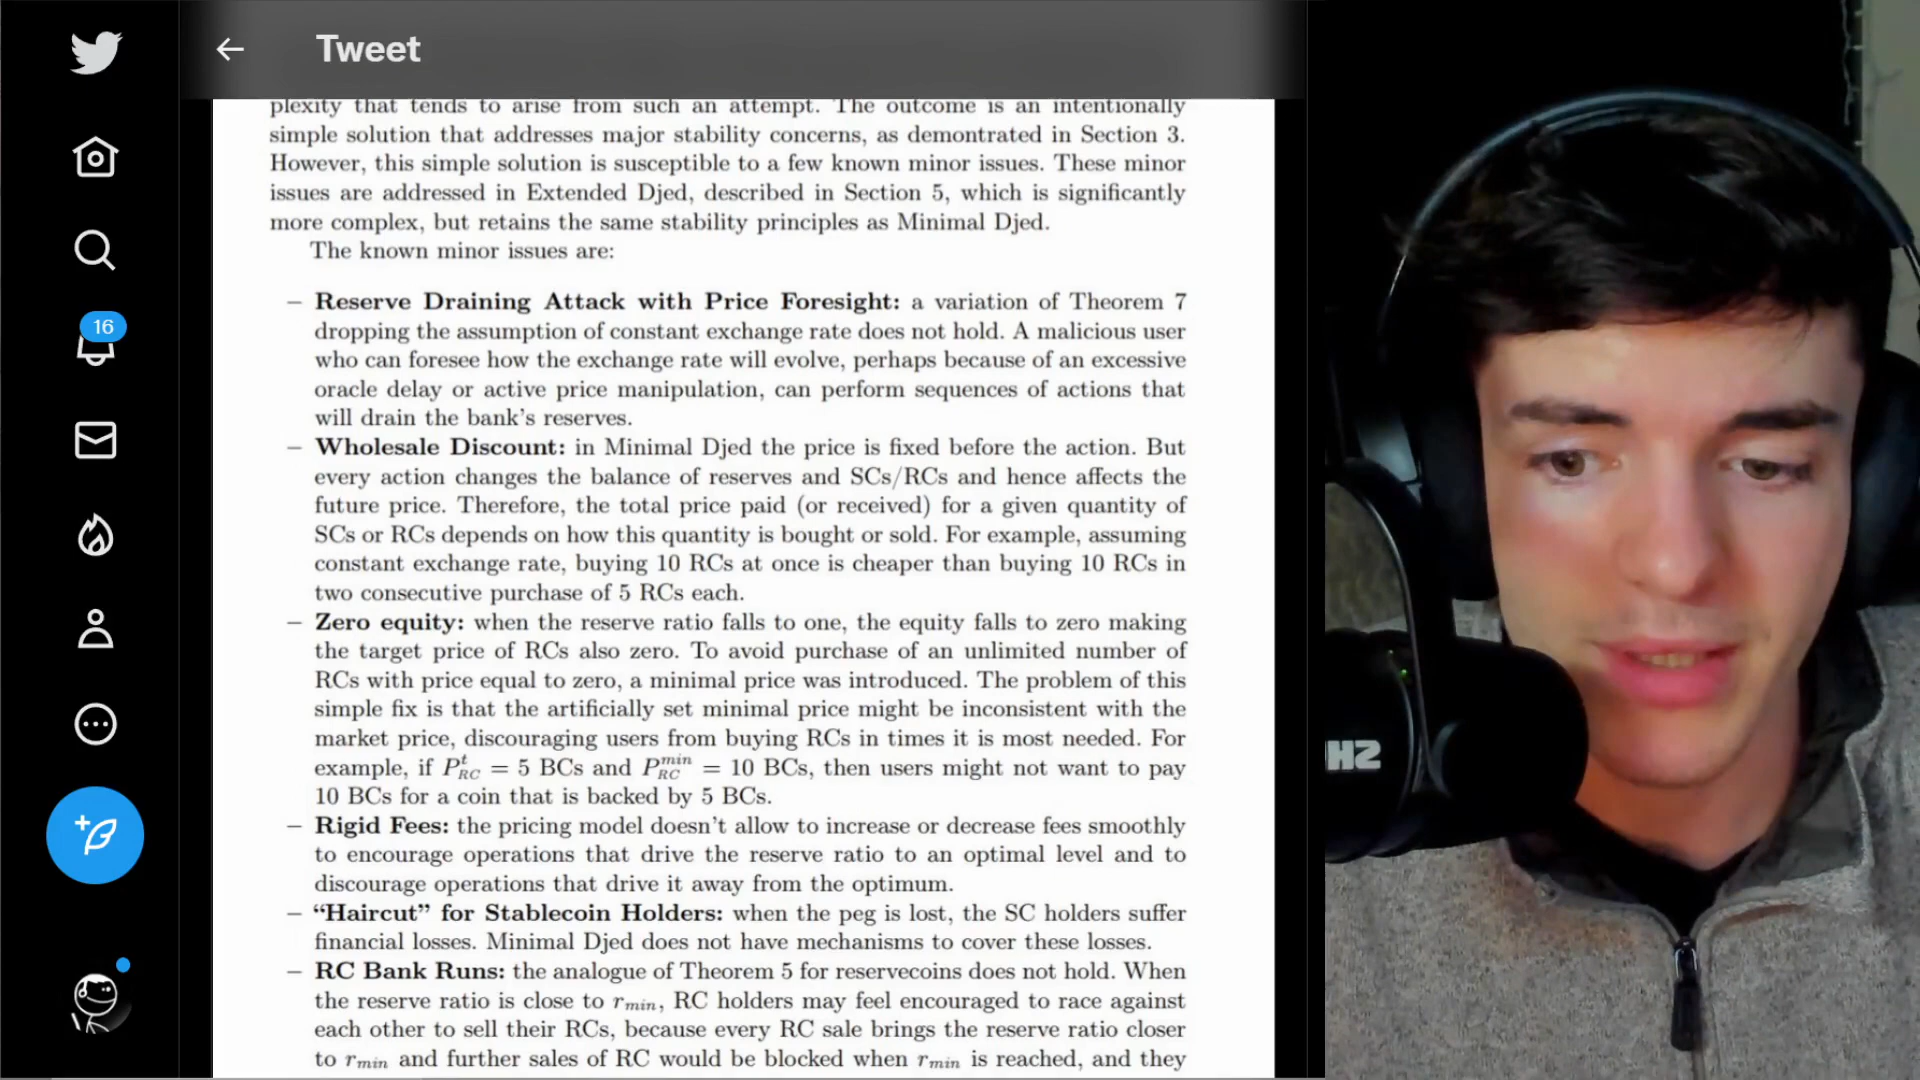 Tweet
plexity that tends to arise from such an attempt. The outcome is an intentionally
simple solution that addresses major stability concerns, as demontrated in Section 3.
However, this simple solution is susceptible to a few known minor issues. These minor
issues are addressed in Extended Djed, described in Section 5, which is significantly
more complex, but retains the same stability principles as Minimal Djed.
The known minor issues are:
– Reserve Draining Attack with Price Foresight: a variation of Theorem 7
dropping the assumption of constant exchange rate does not hold. A malicious user
who can foresee how the exchange rate will evolve, perhaps because of an excessive
oracle delay or active price manipulation, can perform sequences of actions that
will drain the bank's reserves.
– Wholesale Discount: in Minimal Djed the price is fixed before the action. But
every action changes the balance of reserves and SCs/RCs and hence affects the
future price. Therefore, the total price paid (or received) for a given quantity of
SCs or RCs depends on how this quantity is bought or sold. For example, assuming
constant exchange rate, buying 10 RCs at once is cheaper than buying 10 RCs in
two consecutive purchase of 5 RCs each.
– Zero equity: when the reserve ratio falls to one, the equity falls to zero making
the target price of RCs also zero. To avoid purchase of an unlimited number of
RCs with price equal to zero, a minimal price was introduced. The problem of this
simple fix is that the artificially set minimal price might be inconsistent with the
market price, discouraging users from buying RCs in times it is most needed. For
example, if P^t_RC = 5 BCs and P^min_RC = 10 BCs, then users might not want to pay
10 BCs for a coin that is backed by 5 BCs.
– Rigid Fees: the pricing model doesn't allow to increase or decrease fees smoothly
to encourage operations that drive the reserve ratio to an optimal level and to
discourage operations that drive it away from the optimum.
– "Haircut" for Stablecoin Holders: when the peg is lost, the SC holders suffer
financial losses. Minimal Djed does not have mechanisms to cover these losses.
– RC Bank Runs: the analogue of Theorem 5 for reservecoins does not hold. When
the reserve ratio is close to r_min, RC holders may feel encouraged to race against
each other to sell their RCs, because every RC sale brings the reserve ratio closer
to r_min and further sales of RC would be blocked when r_min is reached, and they
16